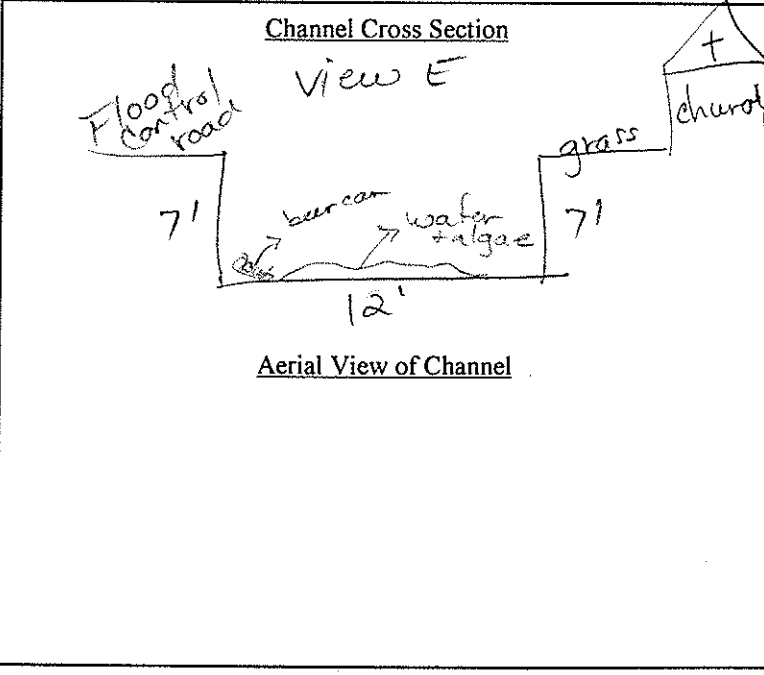 Channel Cross Section
View E
Flood
control
road
+
church
grass
7'
beer can
water
+ algae
7'
12'
Aerial View of Channel